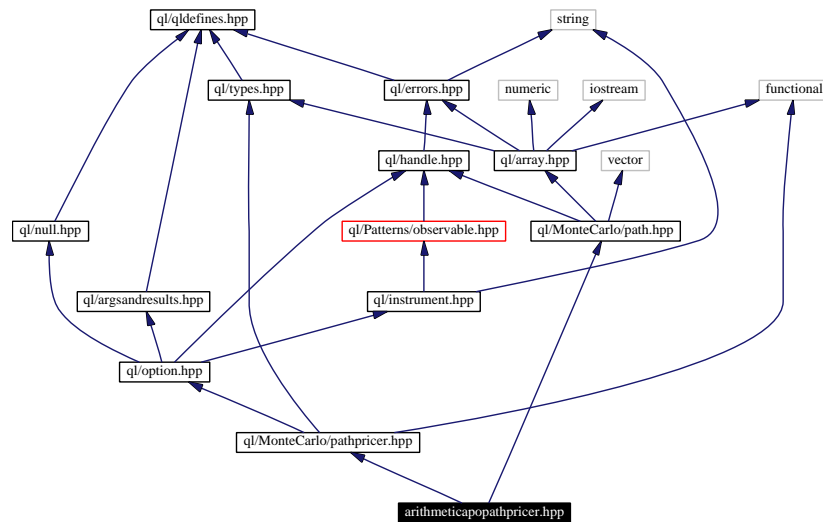 ql/qldefines.hpp
string
ql/types.hpp
ql/errors.hpp
numeric
iostream
functional
ql/handle.hpp
ql/array.hpp
vector
ql/null.hpp
ql/Patterns/observable.hpp
ql/MonteCarlo/path.hpp
ql/argsandresults.hpp
ql/instrument.hpp
ql/option.hpp
ql/MonteCarlo/pathpricer.hpp
arithmeticapopathpricer.hpp